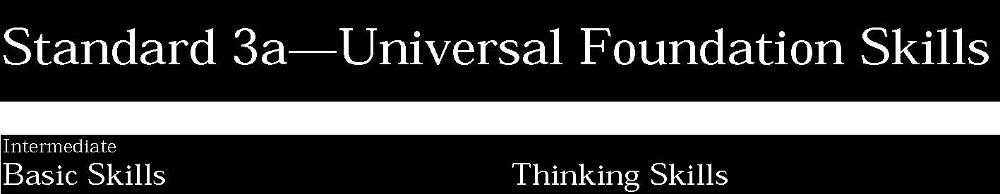 Standard 3a—Universal Foundation Skills
Intermediate
Basic Skills Thinking Skills